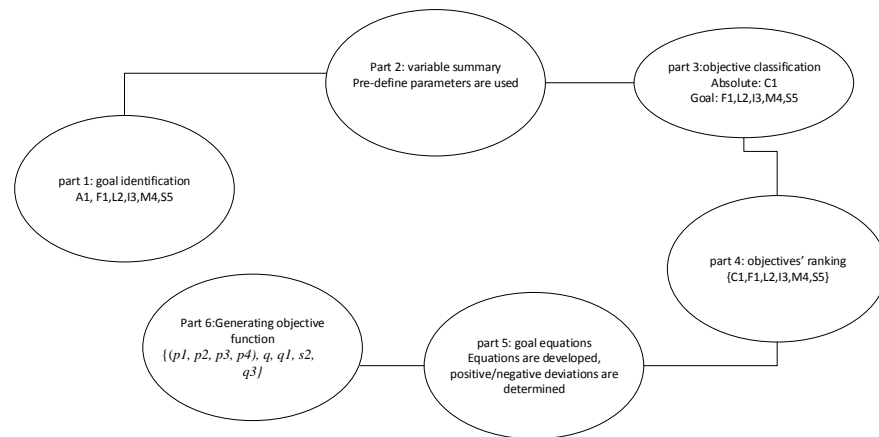 part 1: goal identification
A1, F1,L2,I3,M4,S5
Part 2: variable summary
Pre-define parameters are used
part 3:objective classification
Absolute: C1
Goal: F1,L2,I3,M4,S5
part 4: objectives’ ranking
{C1,F1,L2,I3,M4,S5}
part 5: goal equations
Equations are developed,
positive/negative deviations are
determined
Part 6:Generating objective
function
{(p1, p2, p3, p4), q, q1, s2,
q3}